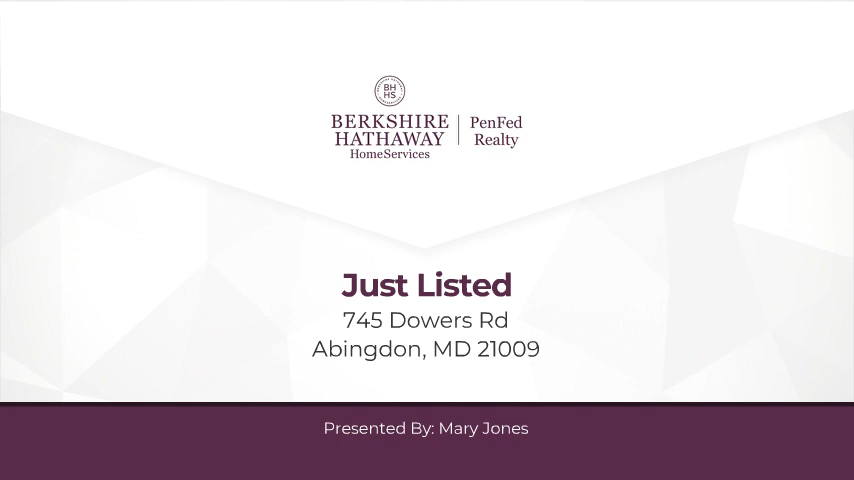 BH
HS
BERKSHIRE
HATHAWAY
HomeServices
PenFed
Realty
Just Listed
745 Dowers Rd
Abingdon, MD 21009
Presented By: Mary Jones